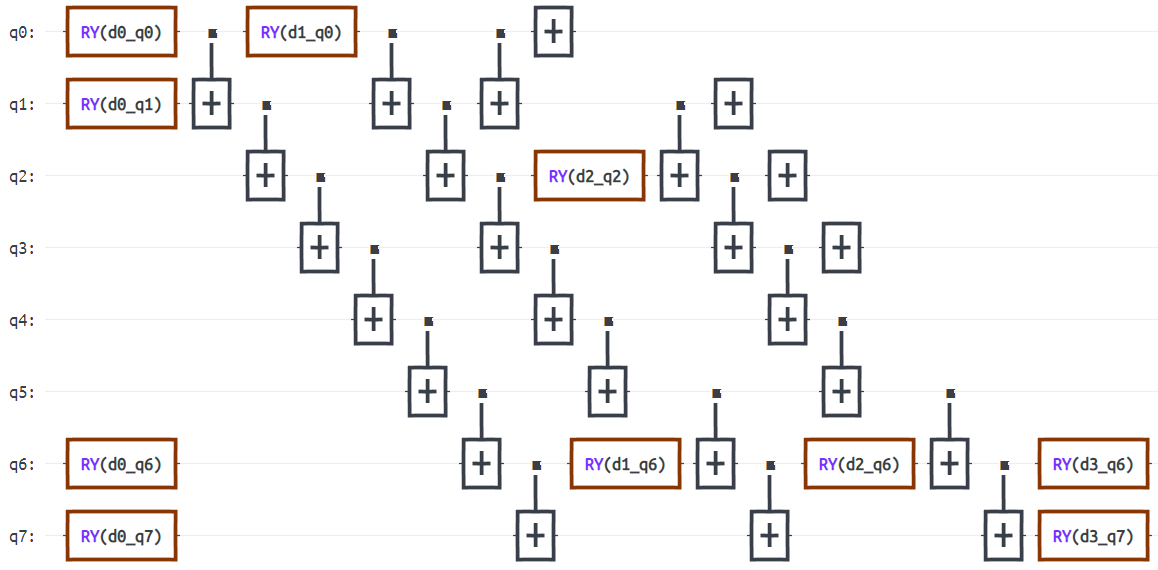 q0: RY(d0_q0) RY(d1_q0) +
q1: RY(d0_q1) + + + +
q2: + + RY(d2_q2) + +
q3: + + + +
q4: + + +
q5: + + +
q6: RY(d0_q6) + RY(d1_q6) + RY(d2_q6) + RY(d3_q6)
q7: RY(d0_q7) + + + RY(d3_q7)